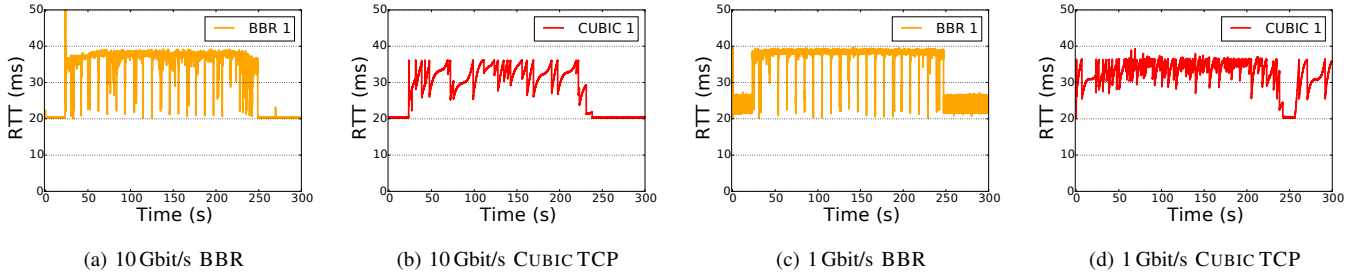 BBR 1
50
40
30
20
10
0
RTT (ms)
0 50 100 150 200 250 300
Time (s)
(a) 10 Gbit/s BBR
CUBIC 1
50
40
30
20
10
0
RTT (ms)
0 50 100 150 200 250 300
Time (s)
(b) 10 Gbit/s CUBIC TCP
BBR 1
50
40
30
20
10
0
RTT (ms)
0 50 100 150 200 250 300
Time (s)
(c) 1 Gbit/s BBR
CUBIC 1
50
40
30
20
10
0
RTT (ms)
0 50 100 150 200 250 300
Time (s)
(d) 1 Gbit/s CUBIC TCP